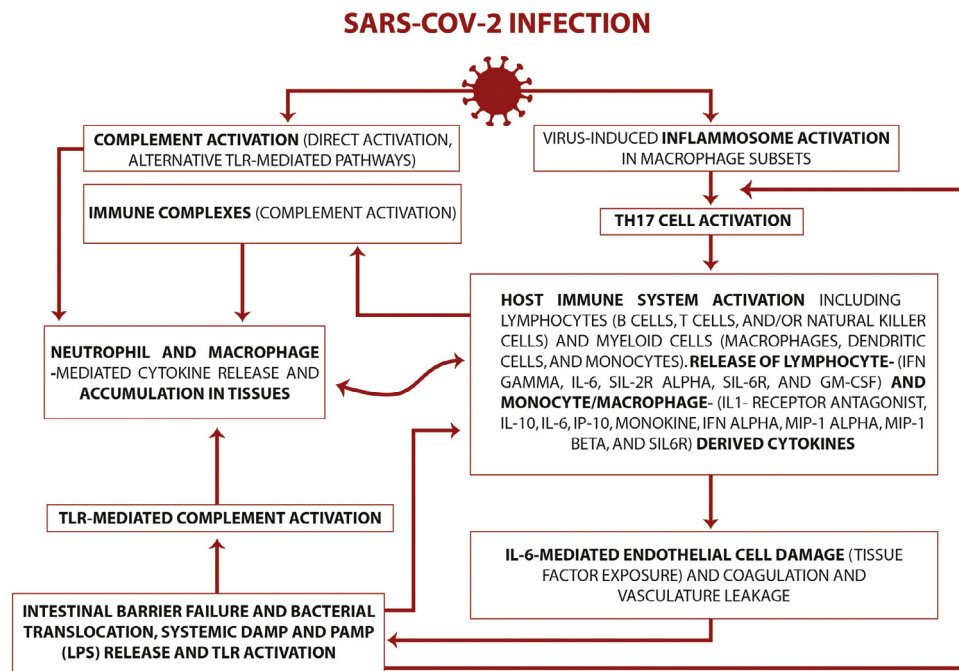 SARS-COV-2 INFECTION
COMPLEMENT ACTIVATION (DIRECT ACTIVATION,
ALTERNATIVE TLR-MEDIATED PATHWAYS)
VIRUS-INDUCED INFLAMMOSOME ACTIVATION
IN MACROPHAGE SUBSETS
IMMUNE COMPLEXES (COMPLEMENT ACTIVATION)
TH17 CELL ACTIVATION
HOST IMMUNE SYSTEM ACTIVATION INCLUDING
LYMPHOCYTES (B CELLS, T CELLS, AND/OR NATURAL KILLER
CELLS) AND MYELOID CELLS (MACROPHAGES, DENDRITIC
CELLS, AND MONOCYTES). RELEASE OF LYMPHOCYTE- (IFN
GAMMA, IL-6, SIL-2R ALPHA, SIL-6R, AND GM-CSF) AND
MONOCYTE/MACROPHAGE- (IL1- RECEPTOR ANTAGONIST,
IL-10, IL-6, IP-10, MONOKINE, IFN ALPHA, MIP-1 ALPHA, MIP-1
BETA, AND SIL6R) DERIVED CYTOKINES
NEUTROPHIL AND MACROPHAGE
-MEDIATED CYTOKINE RELEASE AND
ACCUMULATION IN TISSUES
TLR-MEDIATED COMPLEMENT ACTIVATION
IL-6-MEDIATED ENDOTHELIAL CELL DAMAGE (TISSUE
FACTOR EXPOSURE) AND COAGULATION AND
VASCULATURE LEAKAGE
INTESTINAL BARRIER FAILURE AND BACTERIAL
TRANSLOCATION, SYSTEMIC DAMP AND PAMP
(LPS) RELEASE AND TLR ACTIVATION